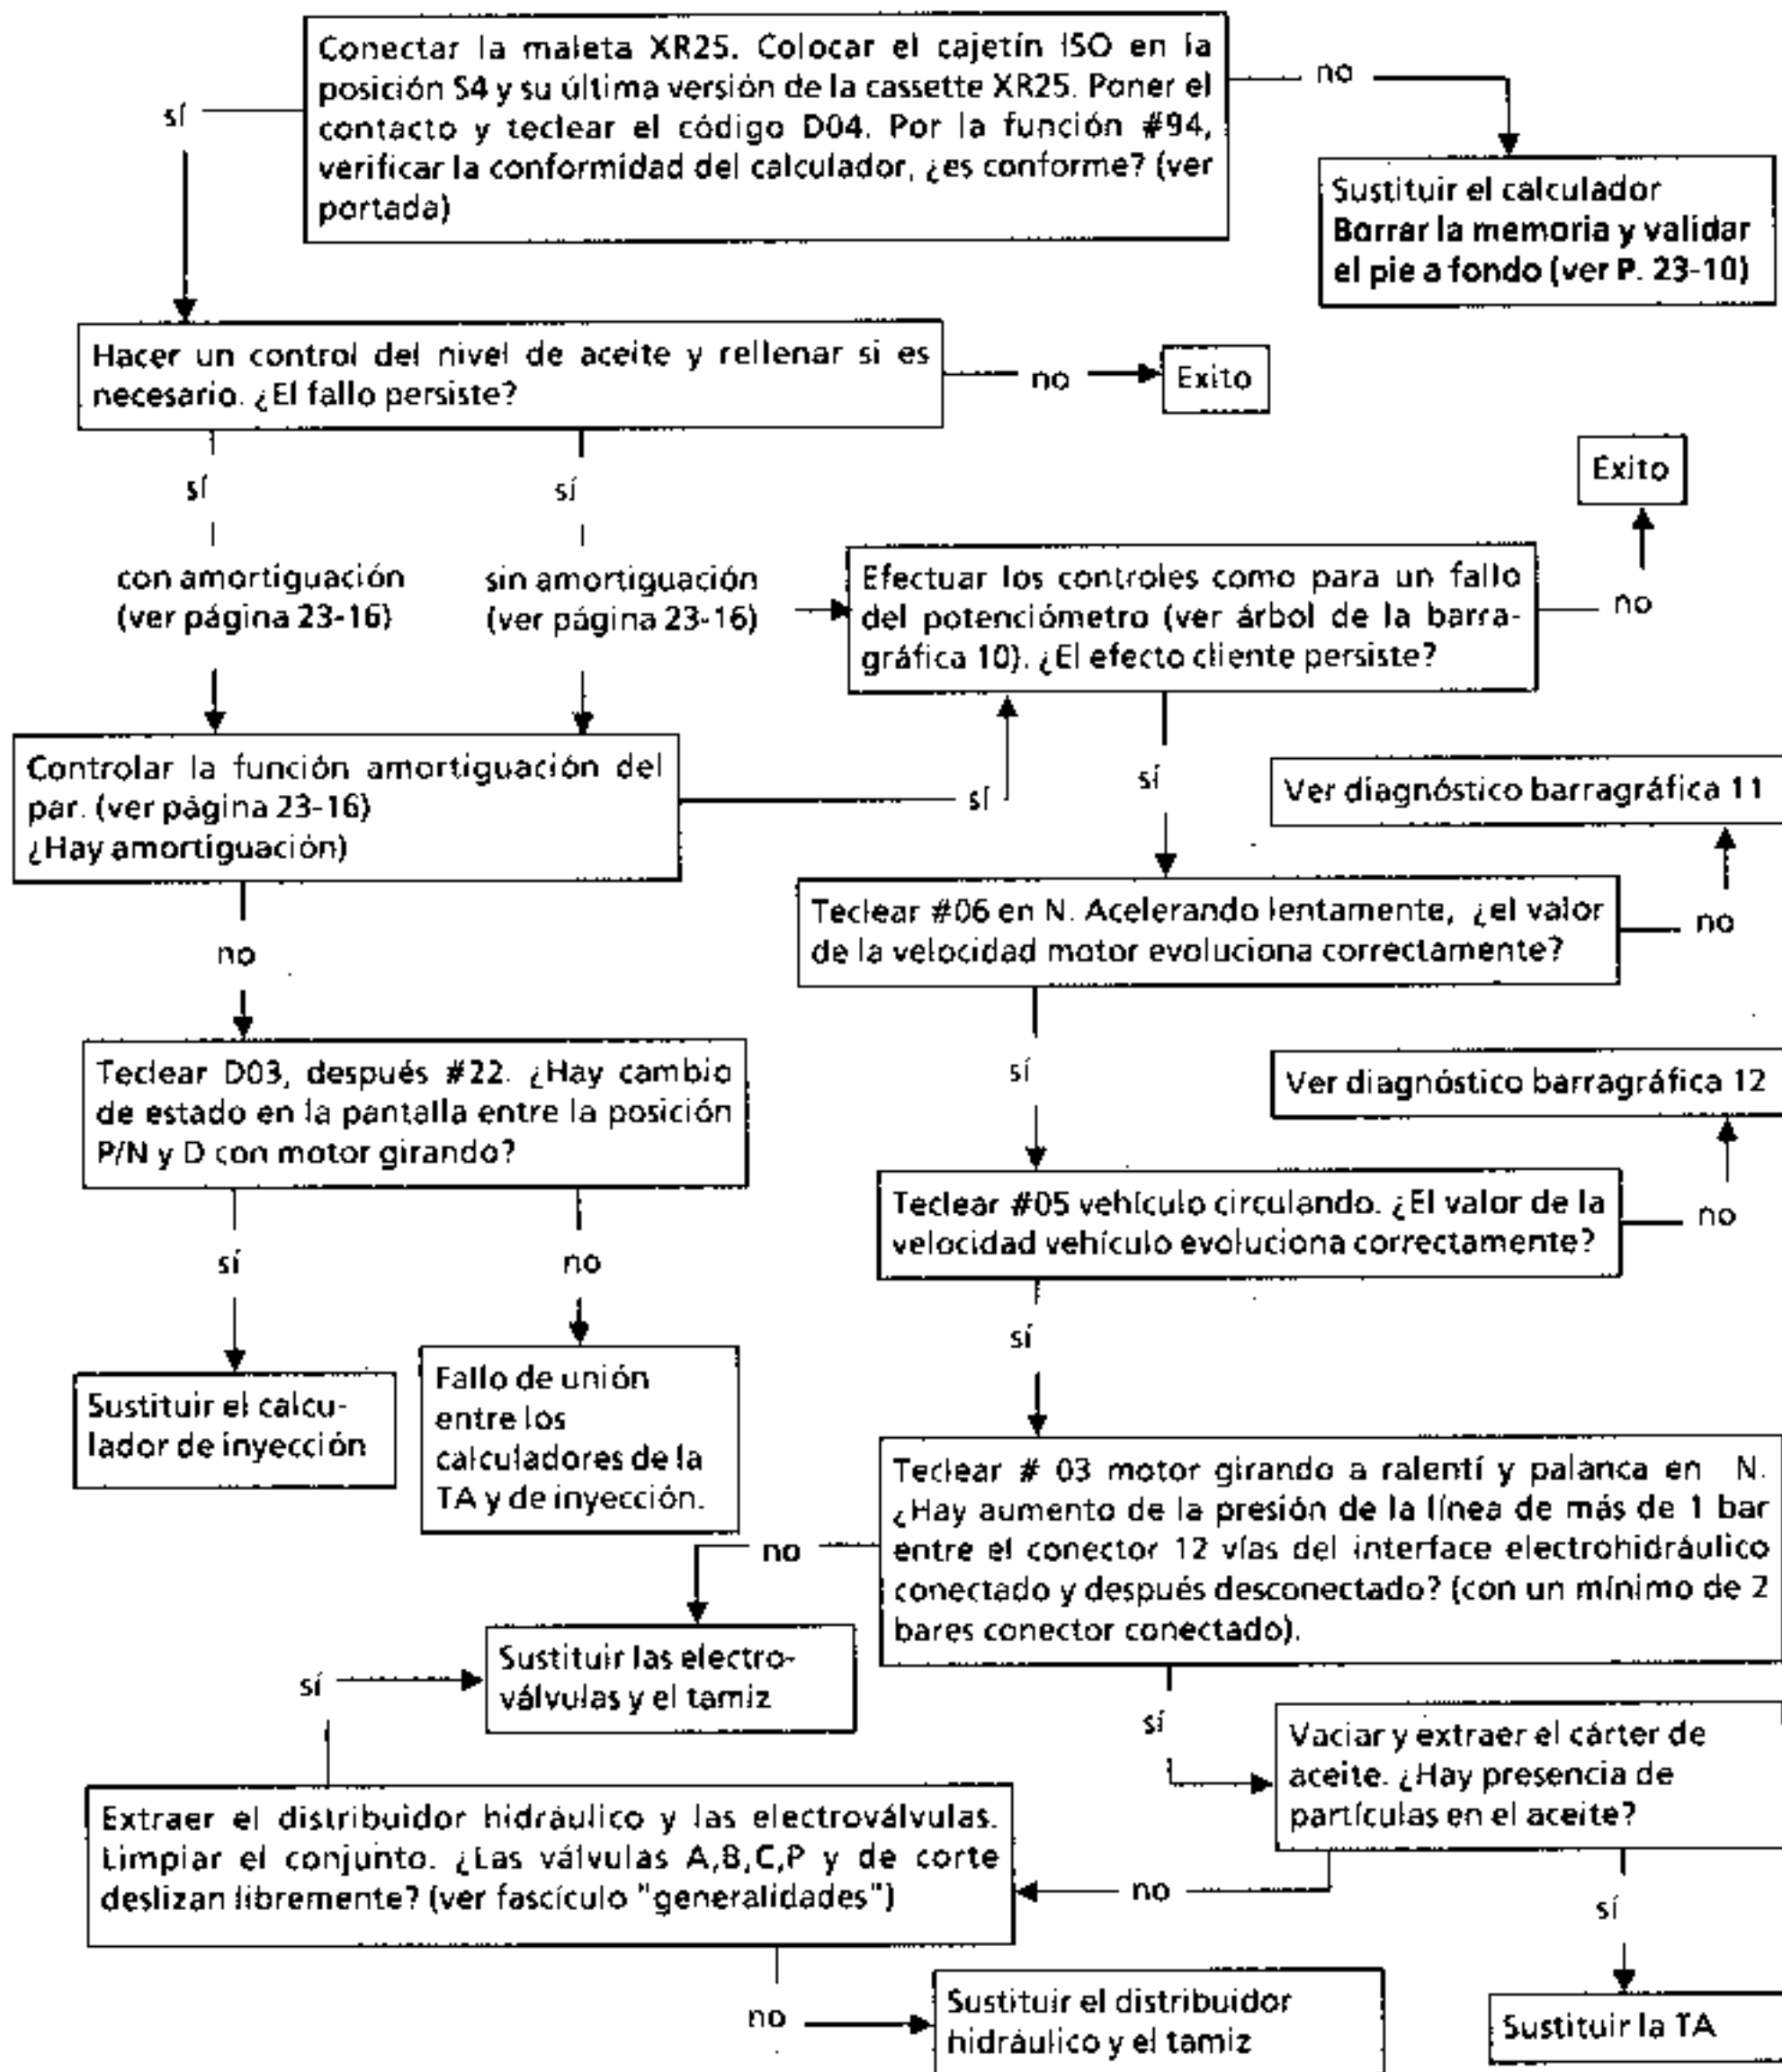 Conectar la maleta XR25. Colocar el cajetín ISO en la
posición S4 y su última versión de la cassette XR25. Poner el
contacto y teclear el código D04. Por la función #94,
verificar la conformidad del calculador, ¿es conforme? (ver
portada)
sí
no
Sustituir el calculador
Borrar la memoria y validar
el pie a fondo (ver P. 23-10)
Hacer un control del nivel de aceite y rellenar si es
necesario. ¿El fallo persiste?
no
Exito
Exito
sí
sí
con amortiguación
(ver página 23-16)
sin amortiguación
(ver página 23-16)
Efectuar los controles como para un fallo
del potenciómetro (ver árbol de la barra-
gráfica 10). ¿El efecto cliente persiste?
no
Controlar la función amortiguación del
par. (ver página 23-16)
¿Hay amortiguación)
sí
sí
Ver diagnóstico barragráfica 11
Teclear #06 en N. Acelerando lentamente, ¿el valor
de la velocidad motor evoluciona correctamente?
no
no
Teclear D03, después #22. ¿Hay cambio
de estado en la pantalla entre la posición
P/N y D con motor girando?
sí
Ver diagnóstico barragráfica 12
Teclear #05 vehículo circulando. ¿El valor de la
velocidad vehículo evoluciona correctamente?
no
sí
no
sí
Sustituir el calcu-
lador de inyección
Fallo de unión
entre los
calculadores de la
TA y de inyección.
Teclear # 03 motor girando a ralentí y palanca en N.
¿Hay aumento de la presión de la línea de más de 1 bar
entre el conector 12 vías del interface electrohidráulico
conectado y después desconectado? (con un mínimo de 2
bares conector conectado).
no
Sustituir las electro-
válvulas y el tamiz
sí
sí
Vaciar y extraer el cárter de
aceite. ¿Hay presencia de
partículas en el aceite?
Extraer el distribuidor hidráulico y las electroválvulas.
Limpiar el conjunto. ¿Las válvulas A,B,C,P y de corte
deslizan libremente? (ver fascículo "generalidades")
no
sí
no
Sustituir el distribuidor
hidráulico y el tamiz
Sustituir la TA